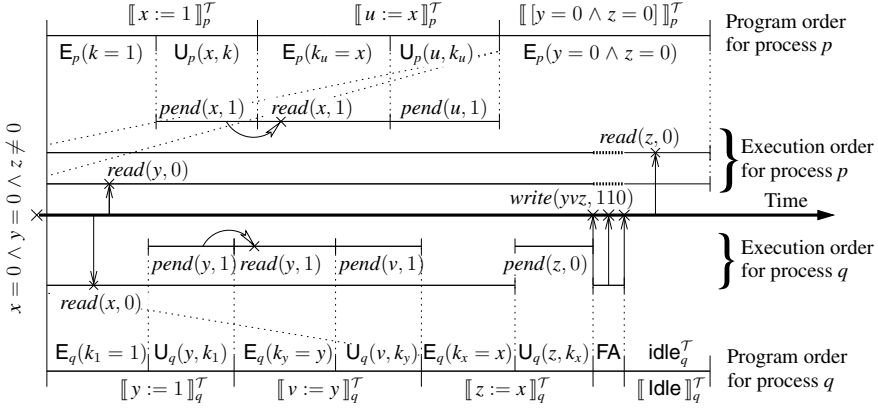 ⟦ x := 1 ⟧_p^𝒯 ⟦ u := x ⟧_p^𝒯 ⟦ [y = 0 ∧ z = 0] ⟧_p^𝒯 Program order
for process p
E_p(k = 1) U_p(x, k) E_p(k_u = x) U_p(u, k_u) E_p(y = 0 ∧ z = 0)
pend(x, 1) read(x, 1) pend(u, 1)
read(z, 0)
Execution order
for process p
read(y, 0)
write(yvz, 110)
Time
x = 0 ∧ y = 0 ∧ z ≠ 0
pend(y, 1) read(y, 1) pend(v, 1) pend(z, 0)
Execution order
for process q
read(x, 0)
E_q(k_1 = 1) U_q(y, k_1) E_q(k_y = y) U_q(v, k_y) E_q(k_x = x) U_q(z, k_x) FA idle_q^𝒯
Program order
for process q
⟦ y := 1 ⟧_q^𝒯 ⟦ v := y ⟧_q^𝒯 ⟦ z := x ⟧_q^𝒯 ⟦ Idle ⟧_q^𝒯